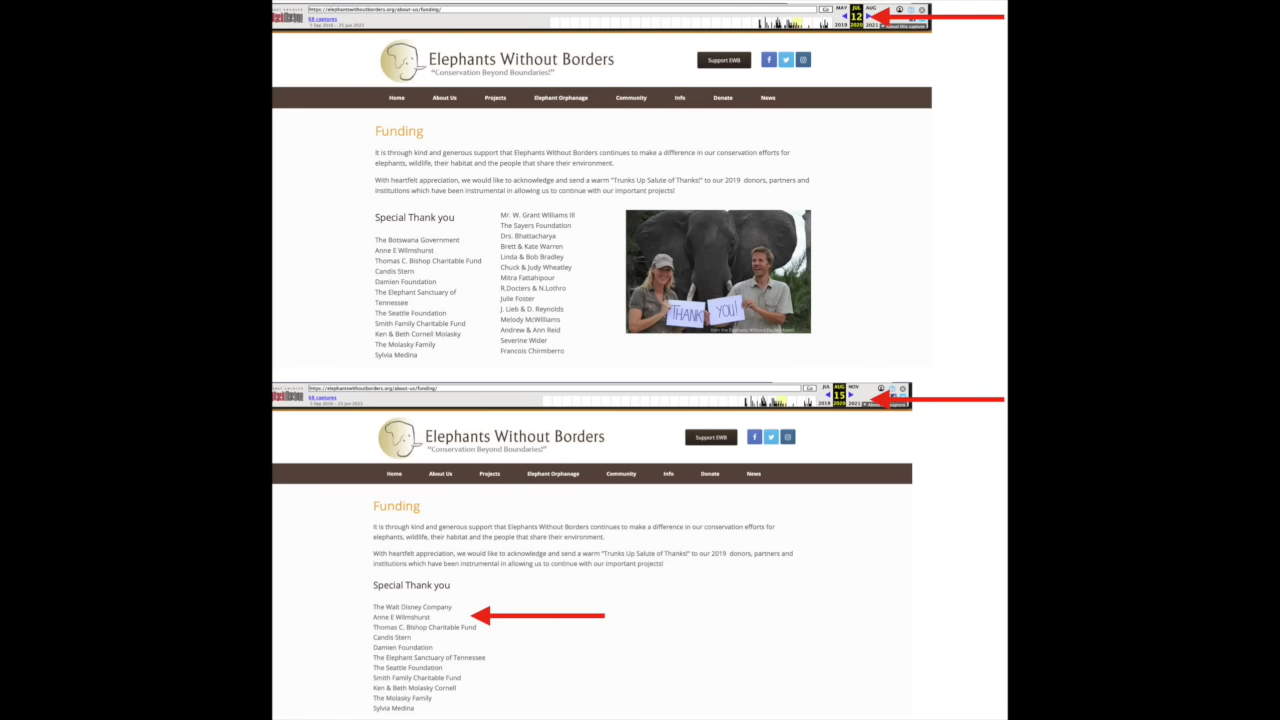 https://elephantswithoutborders.org/about-us/funding/
Go
MAY JUL AUG
68 captures
12
7 Sep 2016 – 25 Jun 2023
2019 2020 2021
About this capture
Elephants Without Borders
"Conservation Beyond Boundaries!"
Support EWB
Home About Us Projects Elephant Orphanage Community Info Donate News
Funding
It is through kind and generous support that Elephants Without Borders continues to make a difference in our conservation efforts for
elephants, wildlife, their habitat and the people that share their environment.
With heartfelt appreciation, we would like to acknowledge and send a warm "Trunks Up Salute of Thanks!" to our 2019 donors, partners and
institutions which have been instrumental in allowing us to continue with our important projects!
Special Thank you
The Botswana Government
Anne E Wilmshurst
Thomas C. Bishop Charitable Fund
Candis Stern
Damien Foundation
The Elephant Sanctuary of
Tennessee
The Seattle Foundation
Smith Family Charitable Fund
Ken & Beth Cornell Molasky
The Molasky Family
Sylvia Medina
Mr. W. Grant Williams III
The Sayers Foundation
Drs. Bhattacharya
Brett & Kate Warren
Linda & Bob Bradley
Chuck & Judy Wheatley
Mitra Fattahipour
R.Docters & N.Lothro
Julie Foster
J. Lieb & D. Reynolds
Melody McWilliams
Andrew & Ann Reid
Severine Wider
Francois Chirmberro
THANK YOU!
https://elephantswithoutborders.org/about-us/funding/
Go
JUL AUG NOV
68 captures
15
7 Sep 2016 – 25 Jun 2023
2019 2020 2021
Elephants Without Borders
"Conservation Beyond Boundaries!"
Support EWB
Home About Us Projects Elephant Orphanage Community Info Donate News
Funding
It is through kind and generous support that Elephants Without Borders continues to make a difference in our conservation efforts for
elephants, wildlife, their habitat and the people that share their environment.
With heartfelt appreciation, we would like to acknowledge and send a warm "Trunks Up Salute of Thanks!" to our 2019 donors, partners and
institutions which have been instrumental in allowing us to continue with our important projects!
Special Thank you
The Walt Disney Company
Anne E Wilmshurst
Thomas C. Bishop Charitable Fund
Candis Stern
Damien Foundation
The Elephant Sanctuary of Tennessee
The Seattle Foundation
Smith Family Charitable Fund
Ken & Beth Molasky Cornell
The Molasky Family
Sylvia Medina